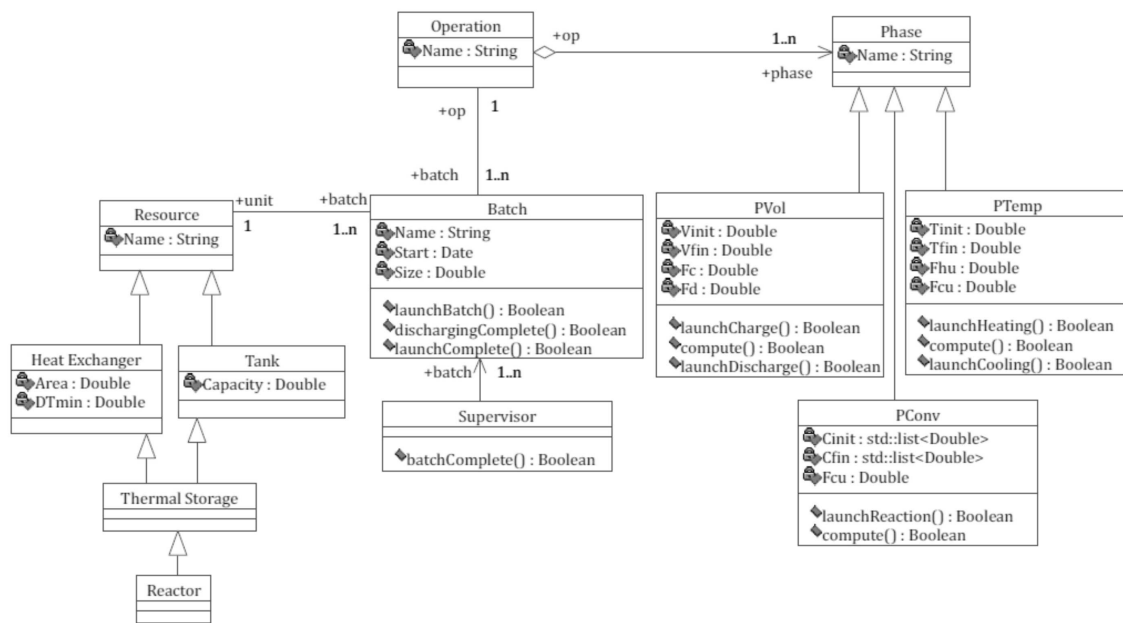 Operation
Name : String
+op
1..n
+phase
Phase
Name : String
+op
1
+batch
1..n
+unit
1
+batch
1..n
Resource
Name : String
Batch
Name : String
Start : Date
Size : Double
launchBatch() : Boolean
dischargingComplete() : Boolean
launchComplete() : Boolean
PVol
Vinit : Double
Vfin : Double
Fc : Double
Fd : Double
launchCharge() : Boolean
compute() : Boolean
launchDischarge() : Boolean
PTemp
Tinit : Double
Tfin : Double
Fhu : Double
Fcu : Double
launchHeating() : Boolean
compute() : Boolean
launchCooling() : Boolean
Heat Exchanger
Area : Double
DTmin : Double
Tank
Capacity : Double
+batch
1..n
Supervisor
batchComplete() : Boolean
PConv
Cinit : std::list<Double>
Cfin : std::list<Double>
Fcu : Double
launchReaction() : Boolean
compute() : Boolean
Thermal Storage
Reactor